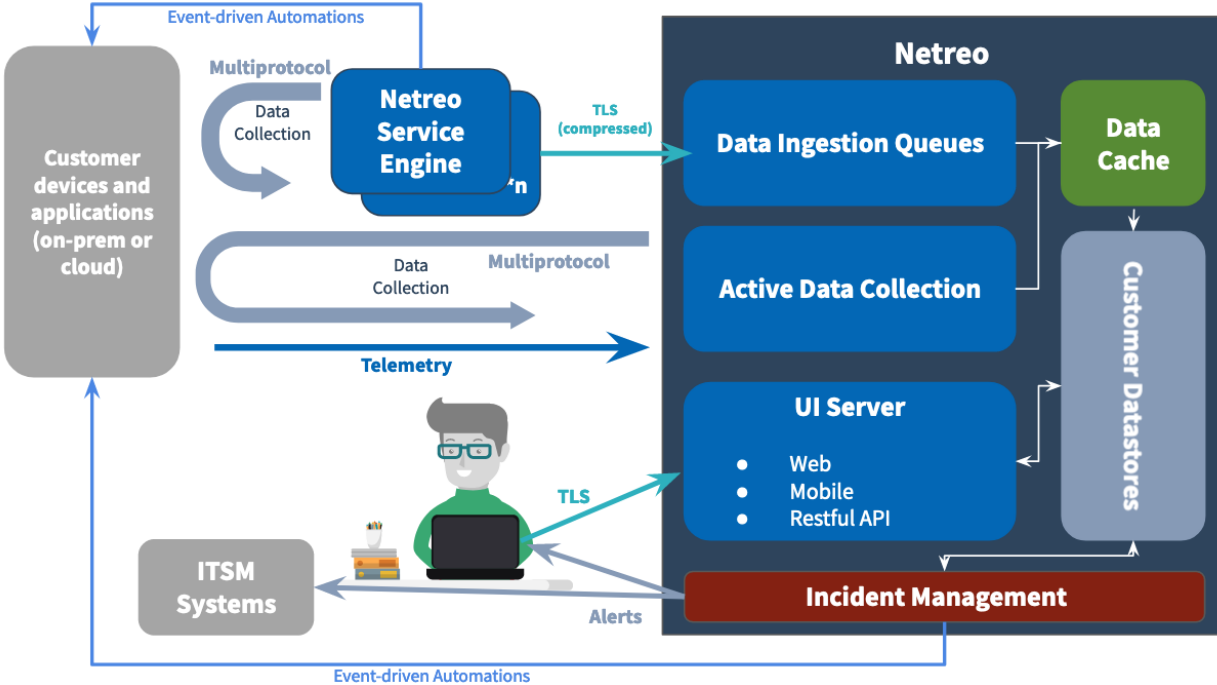 Event-driven Automations
Multiprotocol
Data
Collection
Netreo
Service
Engine
*n
TLS
(compressed)
Netreo
Data Ingestion Queues
Data
Cache
Customer
devices and
applications
(on-prem or
cloud)
Multiprotocol
Data
Collection
Active Data Collection
Customer Datastores
Telemetry
UI Server
● Web
● Mobile
● Restful API
TLS
ITSM
Systems
Alerts
Incident Management
Event-driven Automations